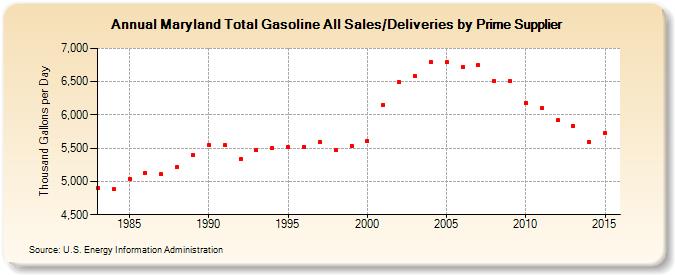 Annual Maryland Total Gasoline All Sales/Deliveries by Prime Supplier
Thousand Gallons per Day
7,000
6,500
6,000
5,500
5,000
4,500
1985 1990 1995 2000 2005 2010 2015
Source: U.S. Energy Information Administration